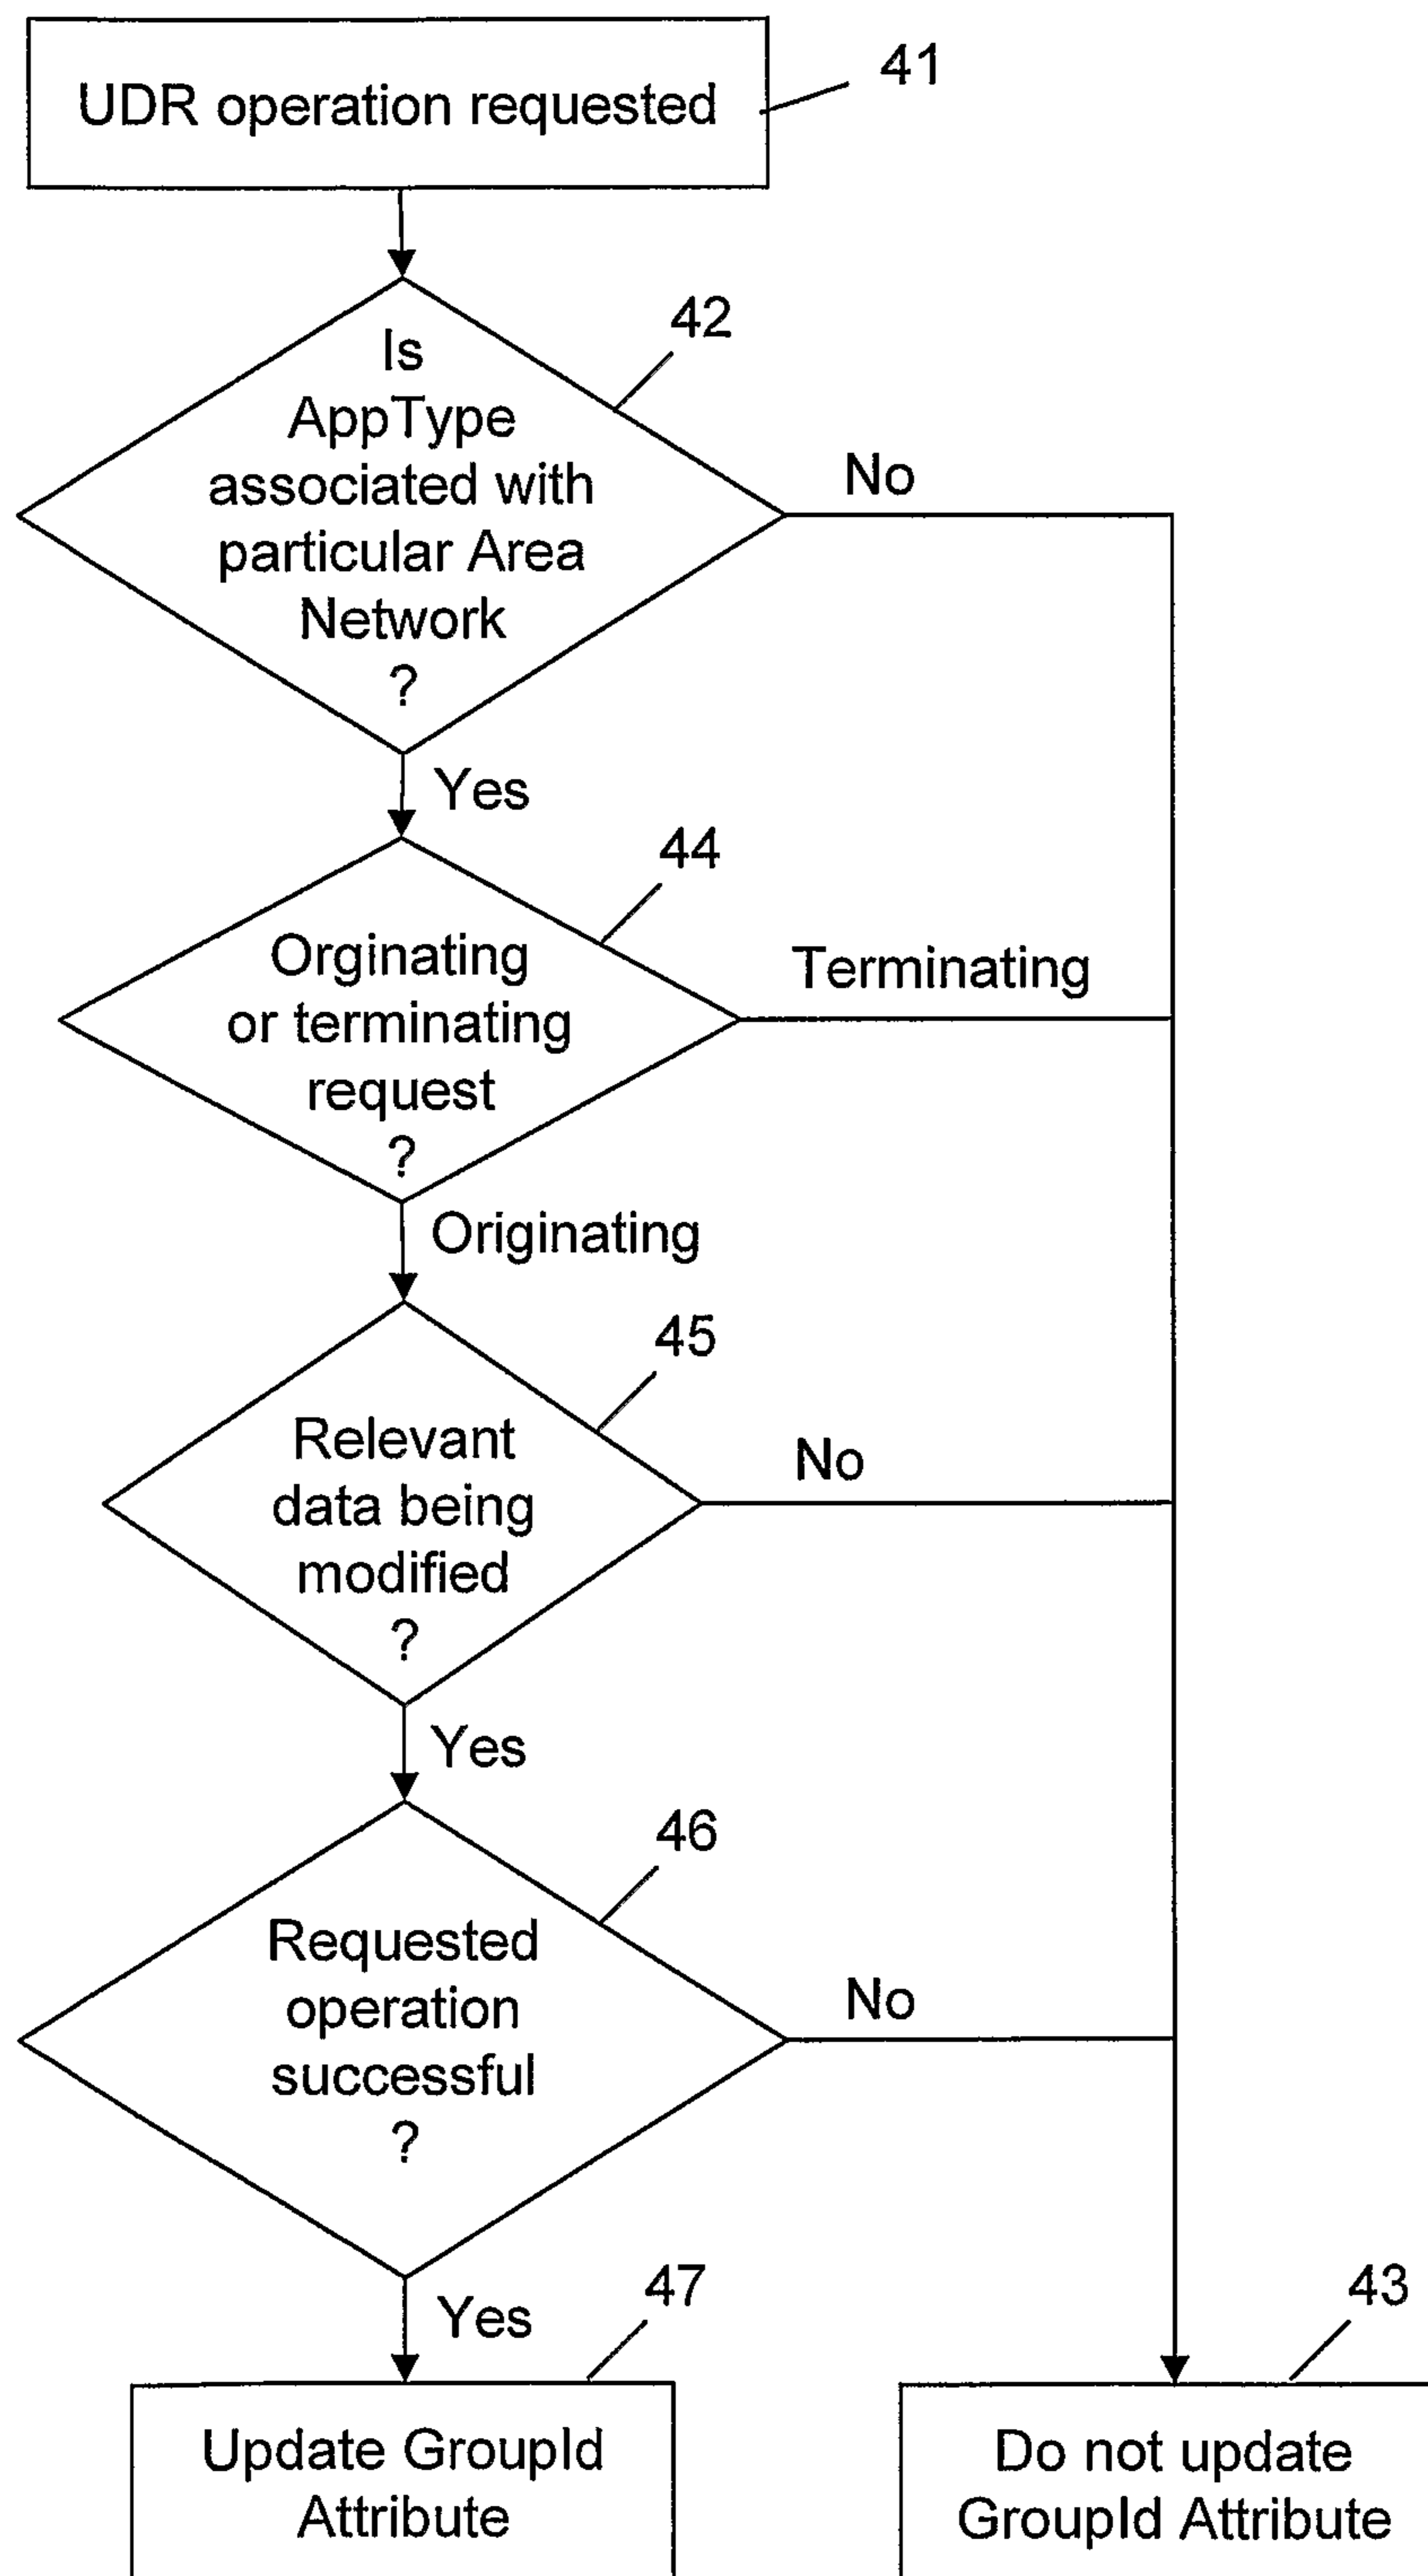 UDR operation requested
41
42
Is
AppType
associated with
particular Area
Network
?
No
Yes
44
Orginating
or terminating
request
?
Terminating
Originating
45
Relevant
data being
modified
?
No
Yes
46
Requested
operation
successful
?
No
Yes
47
43
Update GroupId
Attribute
Do not update
GroupId Attribute